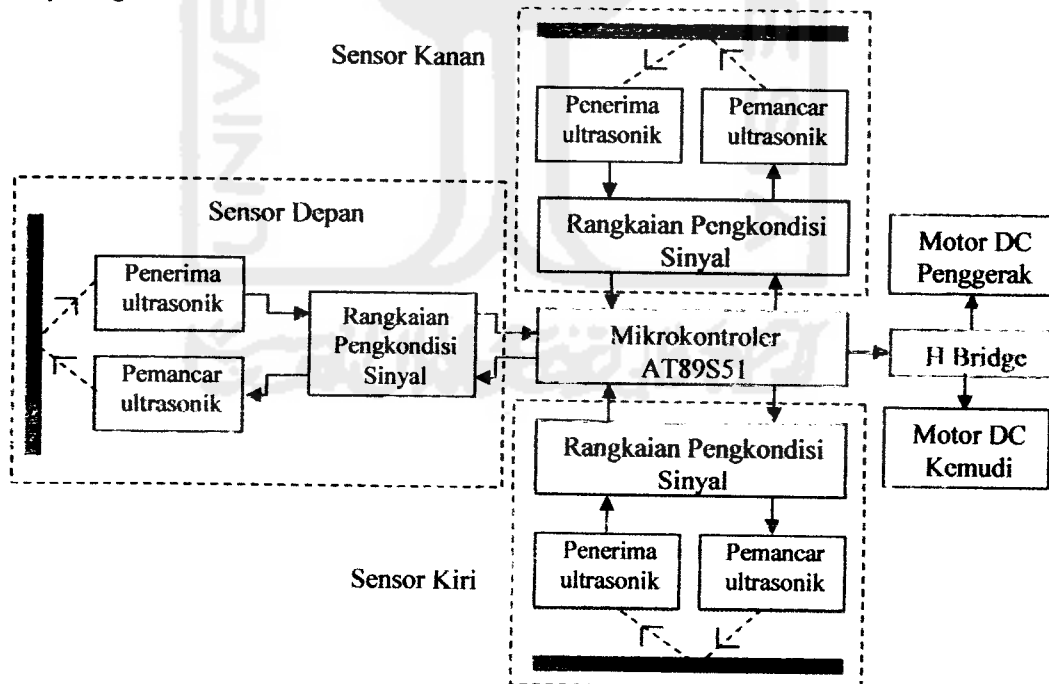 Sensor Kanan
Penerima
ultrasonik
Pemancar
ultrasonik
Rangkaian Pengkondisi
Sinyal
Sensor Depan
Penerima
ultrasonik
Pemancar
ultrasonik
Rangkaian
Pengkondisi
Sinyal
Mikrokontroler
AT89S51
Motor DC
Penggerak
H Bridge
Motor DC
Kemudi
Rangkaian Pengkondisi
Sinyal
Sensor Kiri
Penerima
ultrasonik
Pemancar
ultrasonik